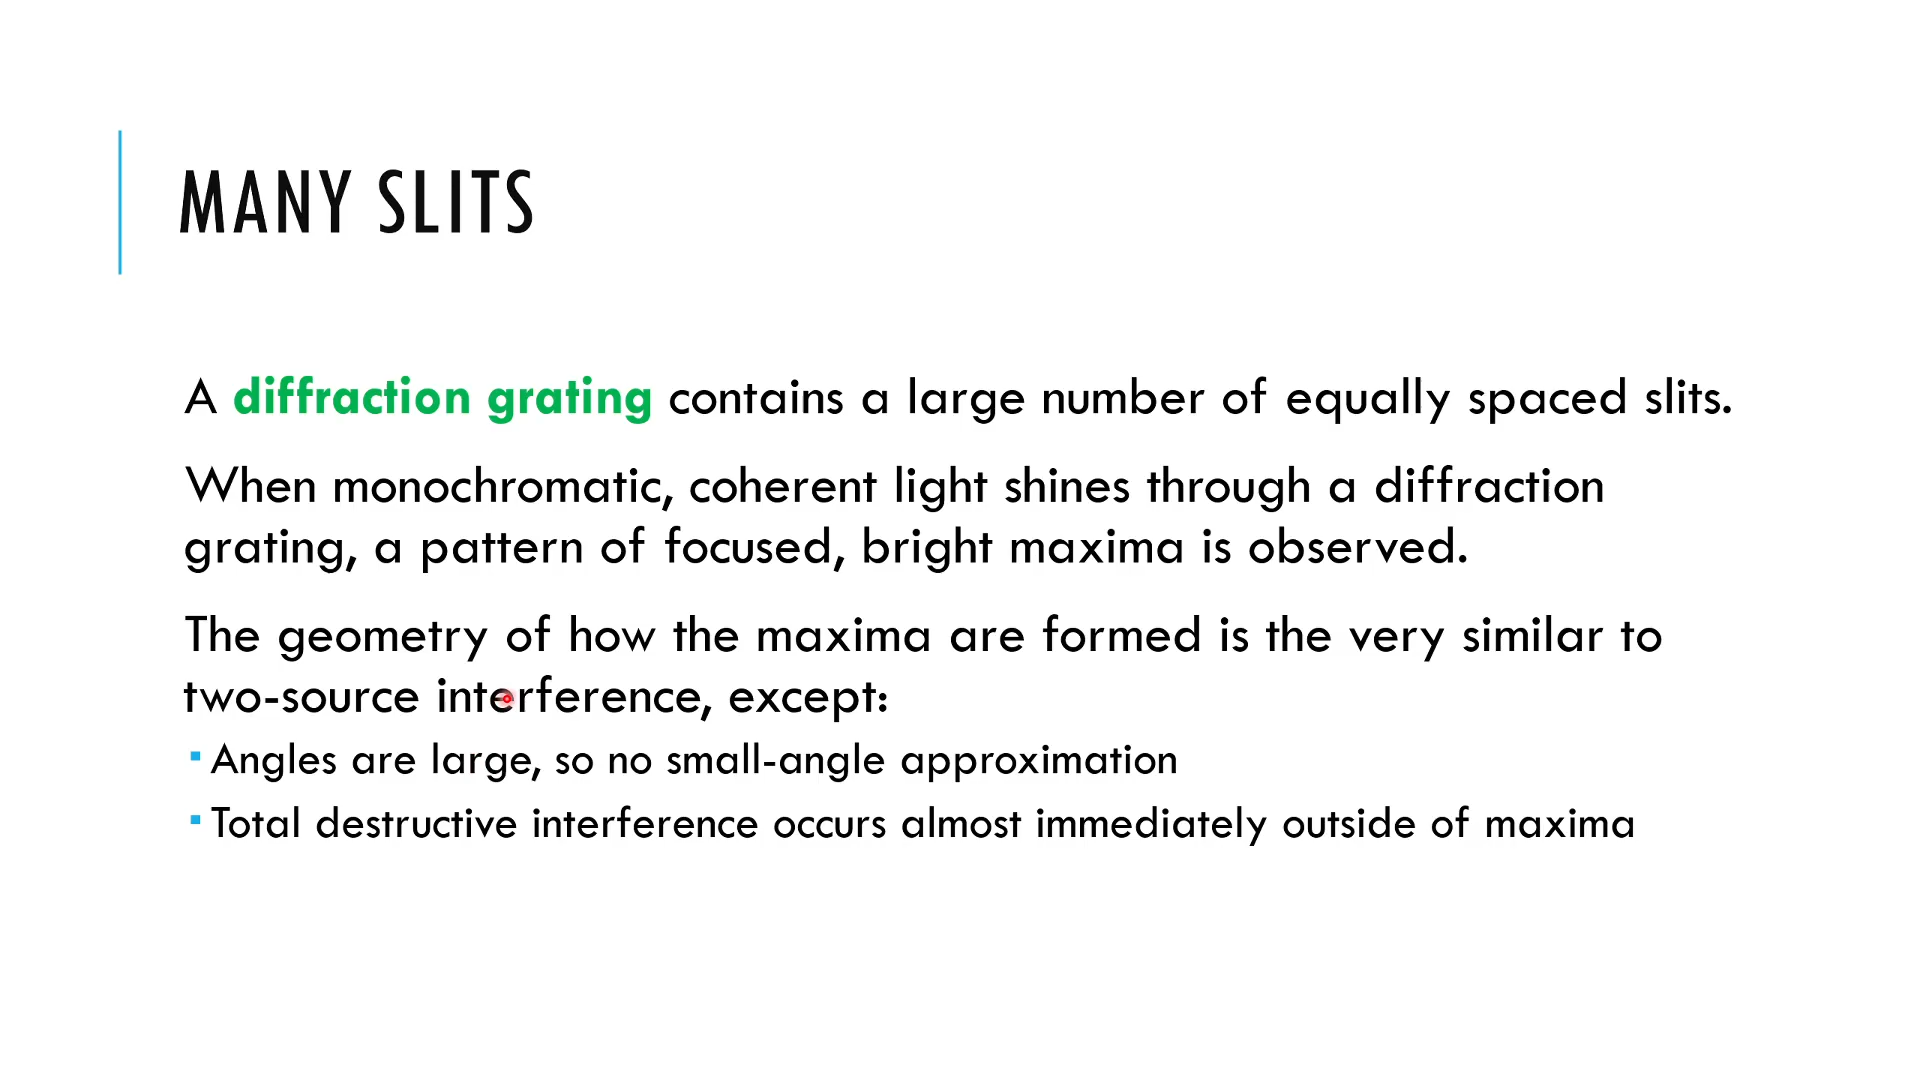 MANY SLITS
A diffraction grating contains a large number of equally spaced slits.
When monochromatic, coherent light shines through a diffraction
grating, a pattern of focused, bright maxima is observed.
The geometry of how the maxima are formed is the very similar to
two-source interference, except:
▪ Angles are large, so no small-angle approximation
▪ Total destructive interference occurs almost immediately outside of maxima